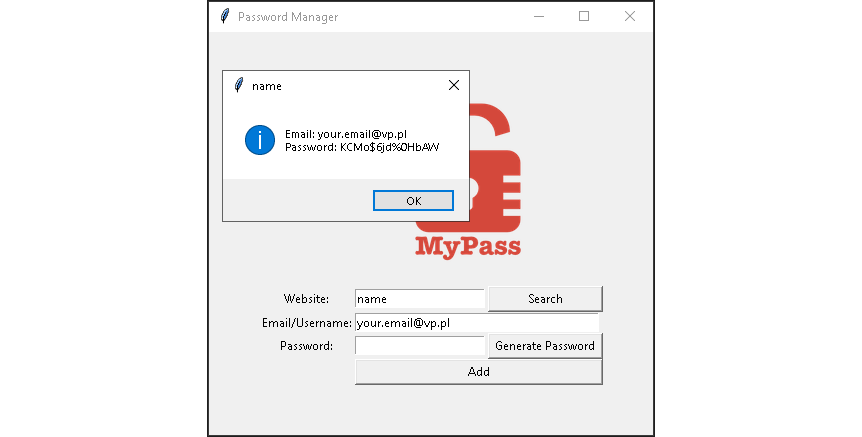 Password Manager
name
Email: your.email@vp.pl
Password: KCMo$6jd%0HbAW
OK
MyPass
Website: name Search
Email/Username: your.email@vp.pl
Password: Generate Password
Add